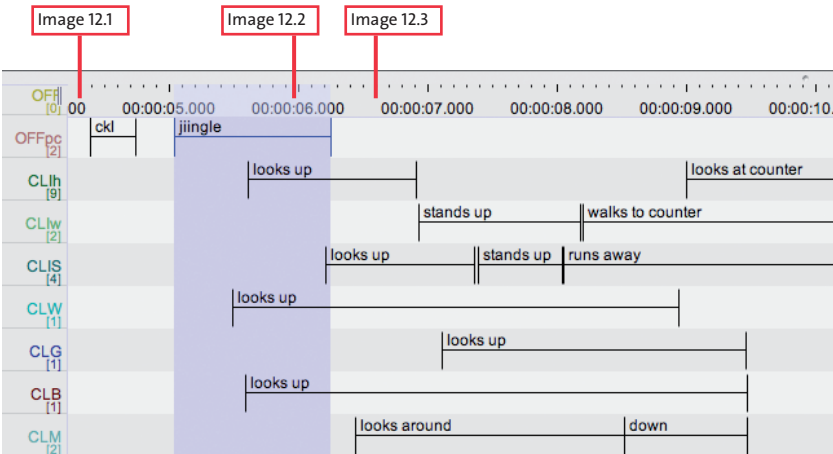 Image 12.1 Image 12.2 Image 12.3
OFF
[0]
00 00:00:05.000 00:00:06.000 00:00:07.000 00:00:08.000 00:00:09.000 00:00:10.
OFFpc ckl jiingle
[2]
CLIh looks up looks at counter
[9]
CLIw stands up walks to counter
[2]
CLIS looks up stands up runs away
[4]
CLW looks up
[1]
CLG looks up
[1]
CLB looks up
[1]
CLM looks around down
[2]